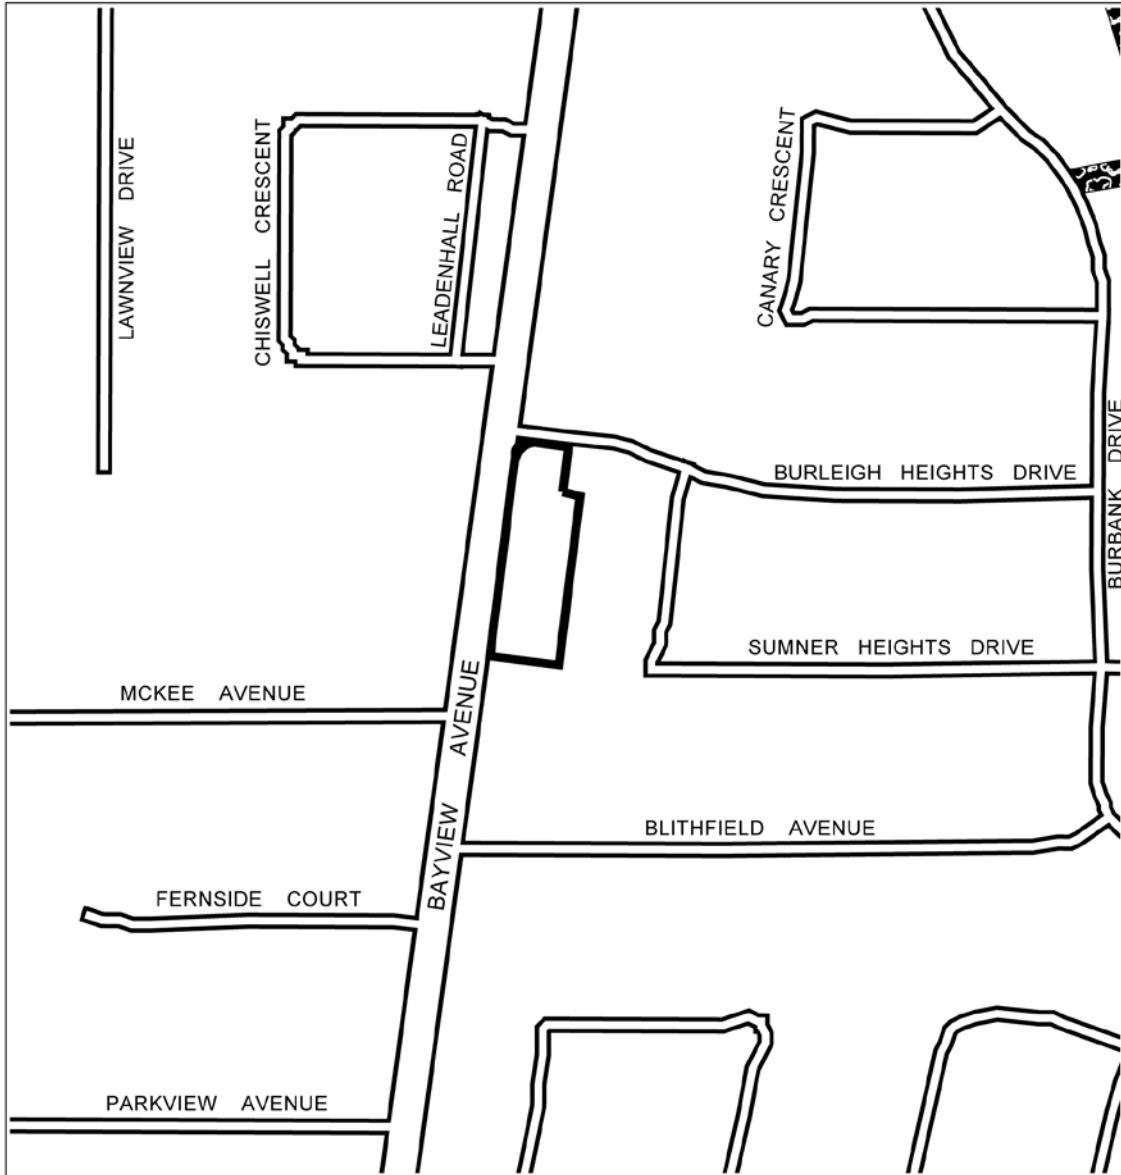 LAWNVIEW DRIVE
CHISWELL CRESCENT
LEADENHALL ROAD
CANARY CRESCENT
BURLEIGH HEIGHTS DRIVE
BURBANK DRIVE
SUMNER HEIGHTS DRIVE
MCKEE AVENUE
BAYVIEW AVENUE
BLITHFIELD AVENUE
FERNSIDE COURT
PARKVIEW AVENUE